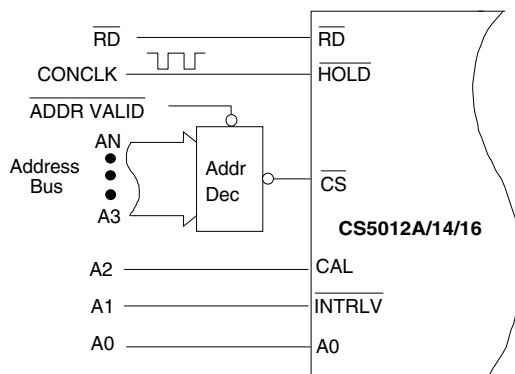 RD RD
CONCLK HOLD
ADDR VALID
AN
Address
Bus
Addr
Dec
CS
A3
CS5012A/14/16
A2 CAL
A1 INTRLV
A0 A0